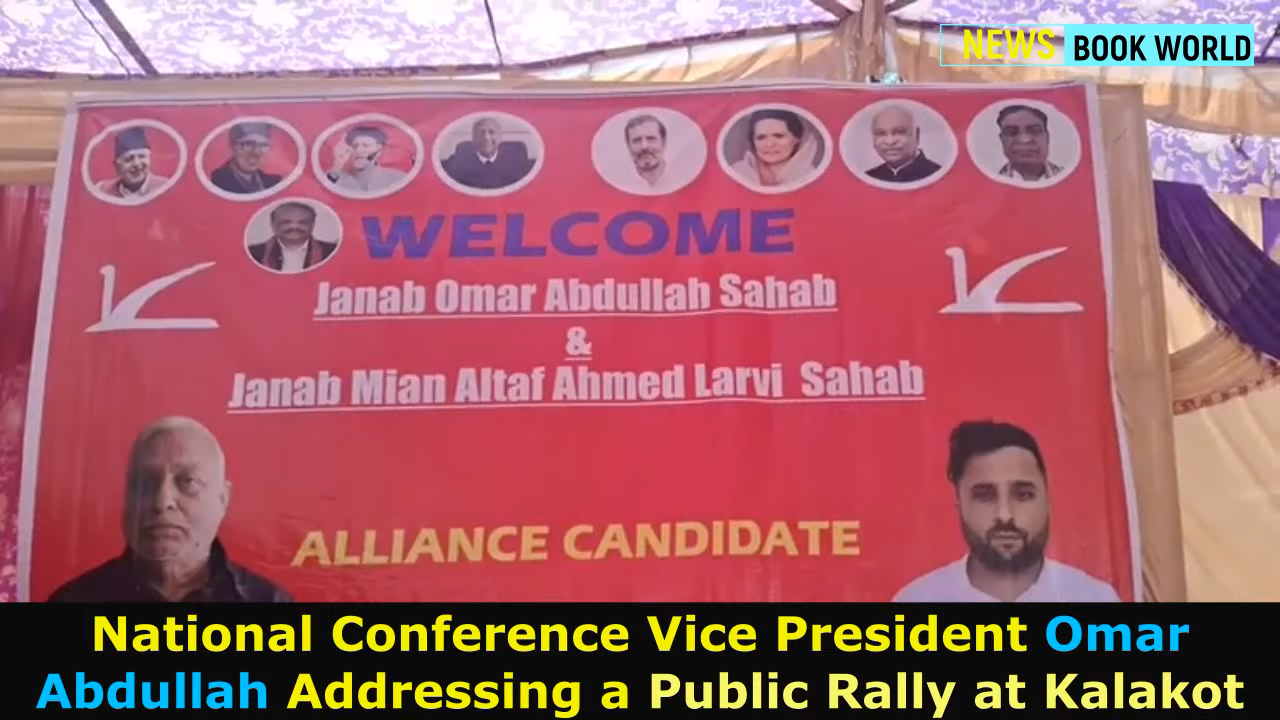 NEWS BOOK WORLD
WELCOME
Janab Omar Abdullah Sahab
&
Janab Mian Altaf Ahmed Larvi Sahab
ALLIANCE CANDIDATE
National Conference Vice President Omar
Abdullah Addressing a Public Rally at Kalakot